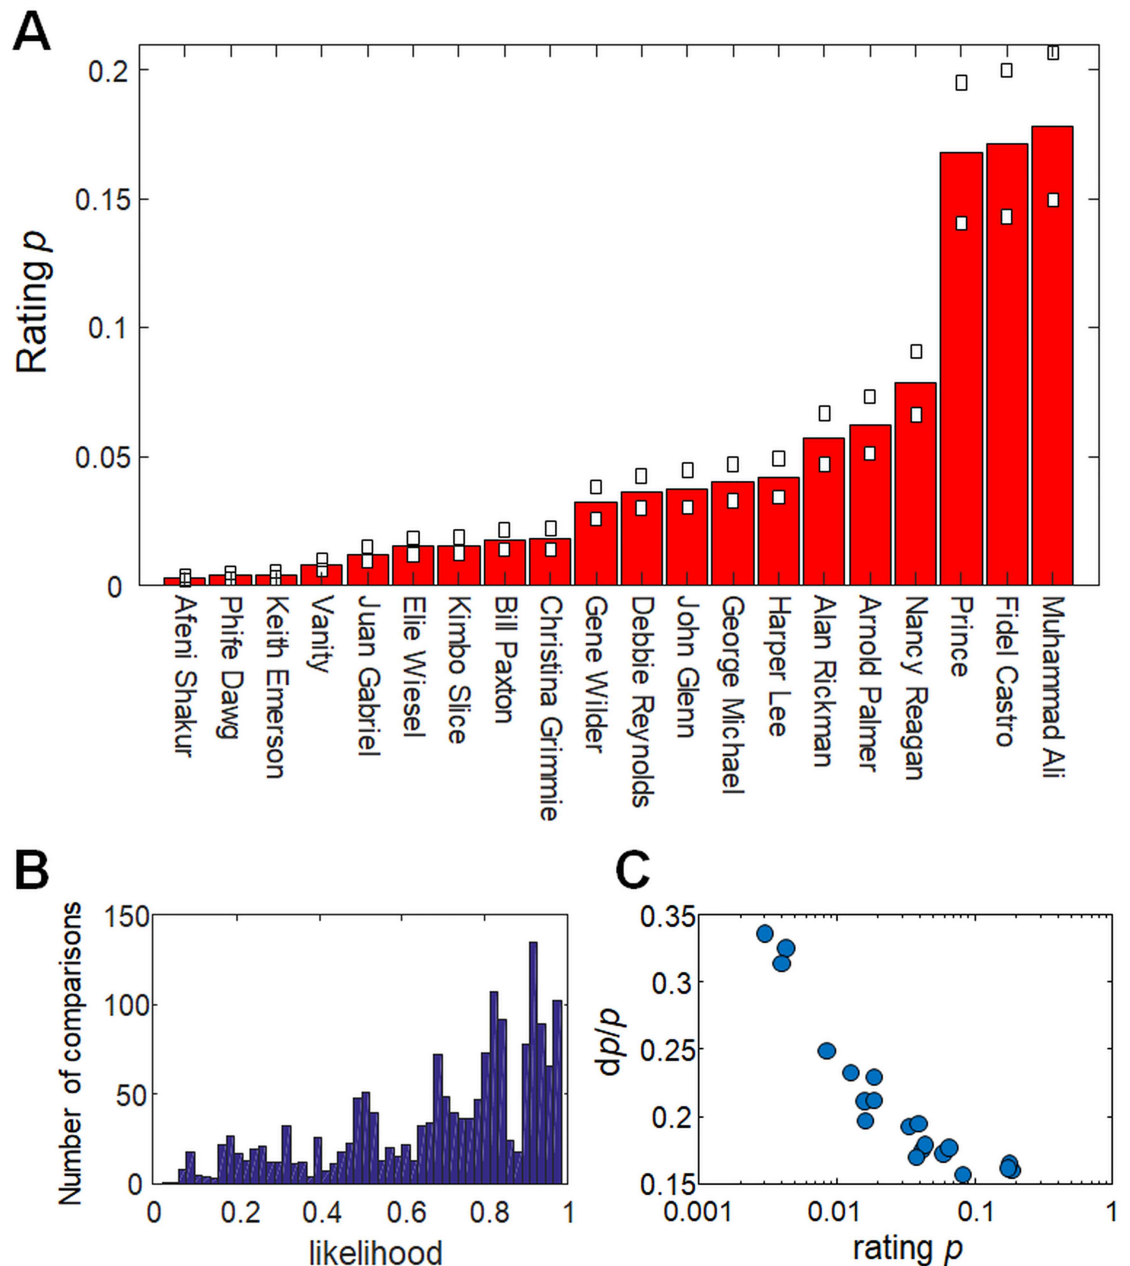 A
Rating p
0.2
0.15
0.1
0.05
0
Afeni Shakur
Phife Dawg
Keith Emerson
Vanity
Juan Gabriel
Elie Wiesel
Kimbo Slice
Bill Paxton
Christina Grimmie
Gene Wilder
Debbie Reynolds
John Glenn
George Michael
Harper Lee
Alan Rickman
Arnold Palmer
Nancy Reagan
Prince
Fidel Castro
Muhammad Ali
B
Number of comparisons
150
100
50
0
0 0.2 0.4 0.6 0.8 1
likelihood
C
dp/p
0.35
0.3
0.25
0.2
0.15
0.001 0.01 0.1 1
rating p